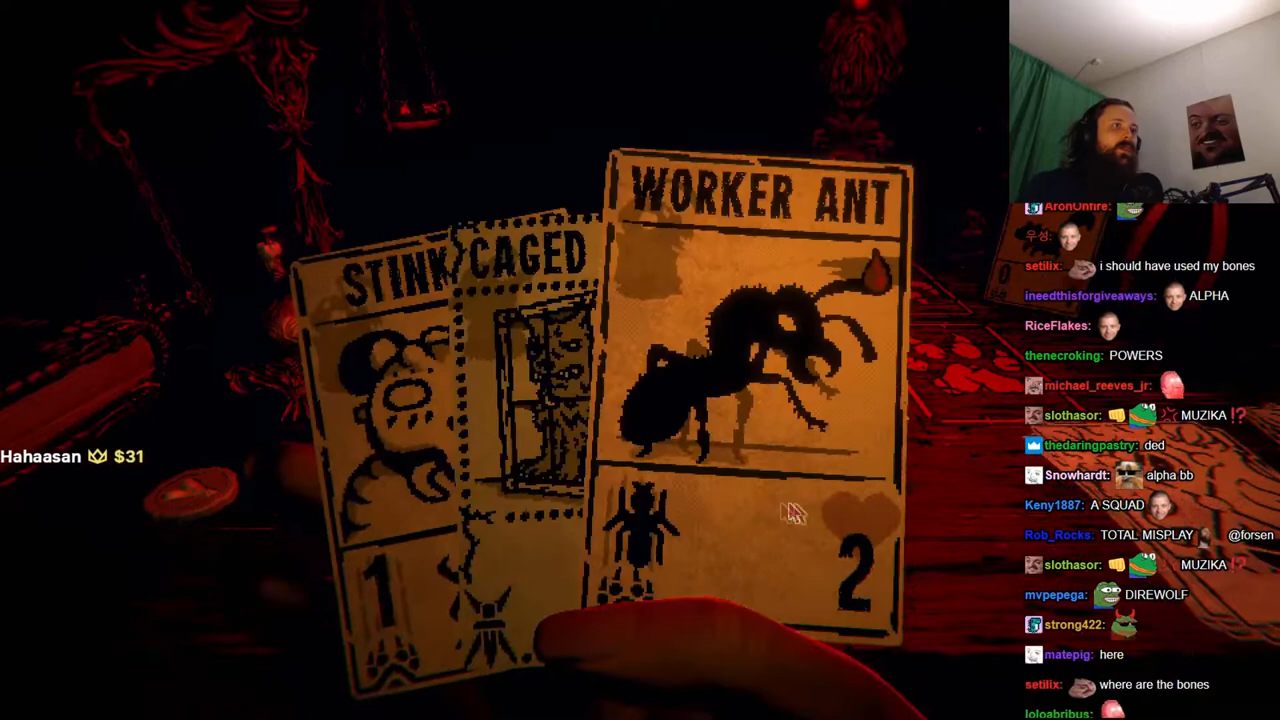 WORKER ANT
STINK
CAGED
1
2
0
Hahaasan $31
AronOnfire:
우성:
setilix: i should have used my bones
ineedthisforgiveaways: ALPHA
RiceFlakes:
thenecroking: POWERS
michael_reeves_jr:
slothasor: MUZIKA
thedaringpastry: ded
Snowhardt: alpha bb
Keny1887: A SQUAD
Rob_Rocks: TOTAL MISPLAY @forsen
slothasor: MUZIKA
mvpepega: DIREWOLF
strong422:
matepig: here
setilix: where are the bones
loloabribus: